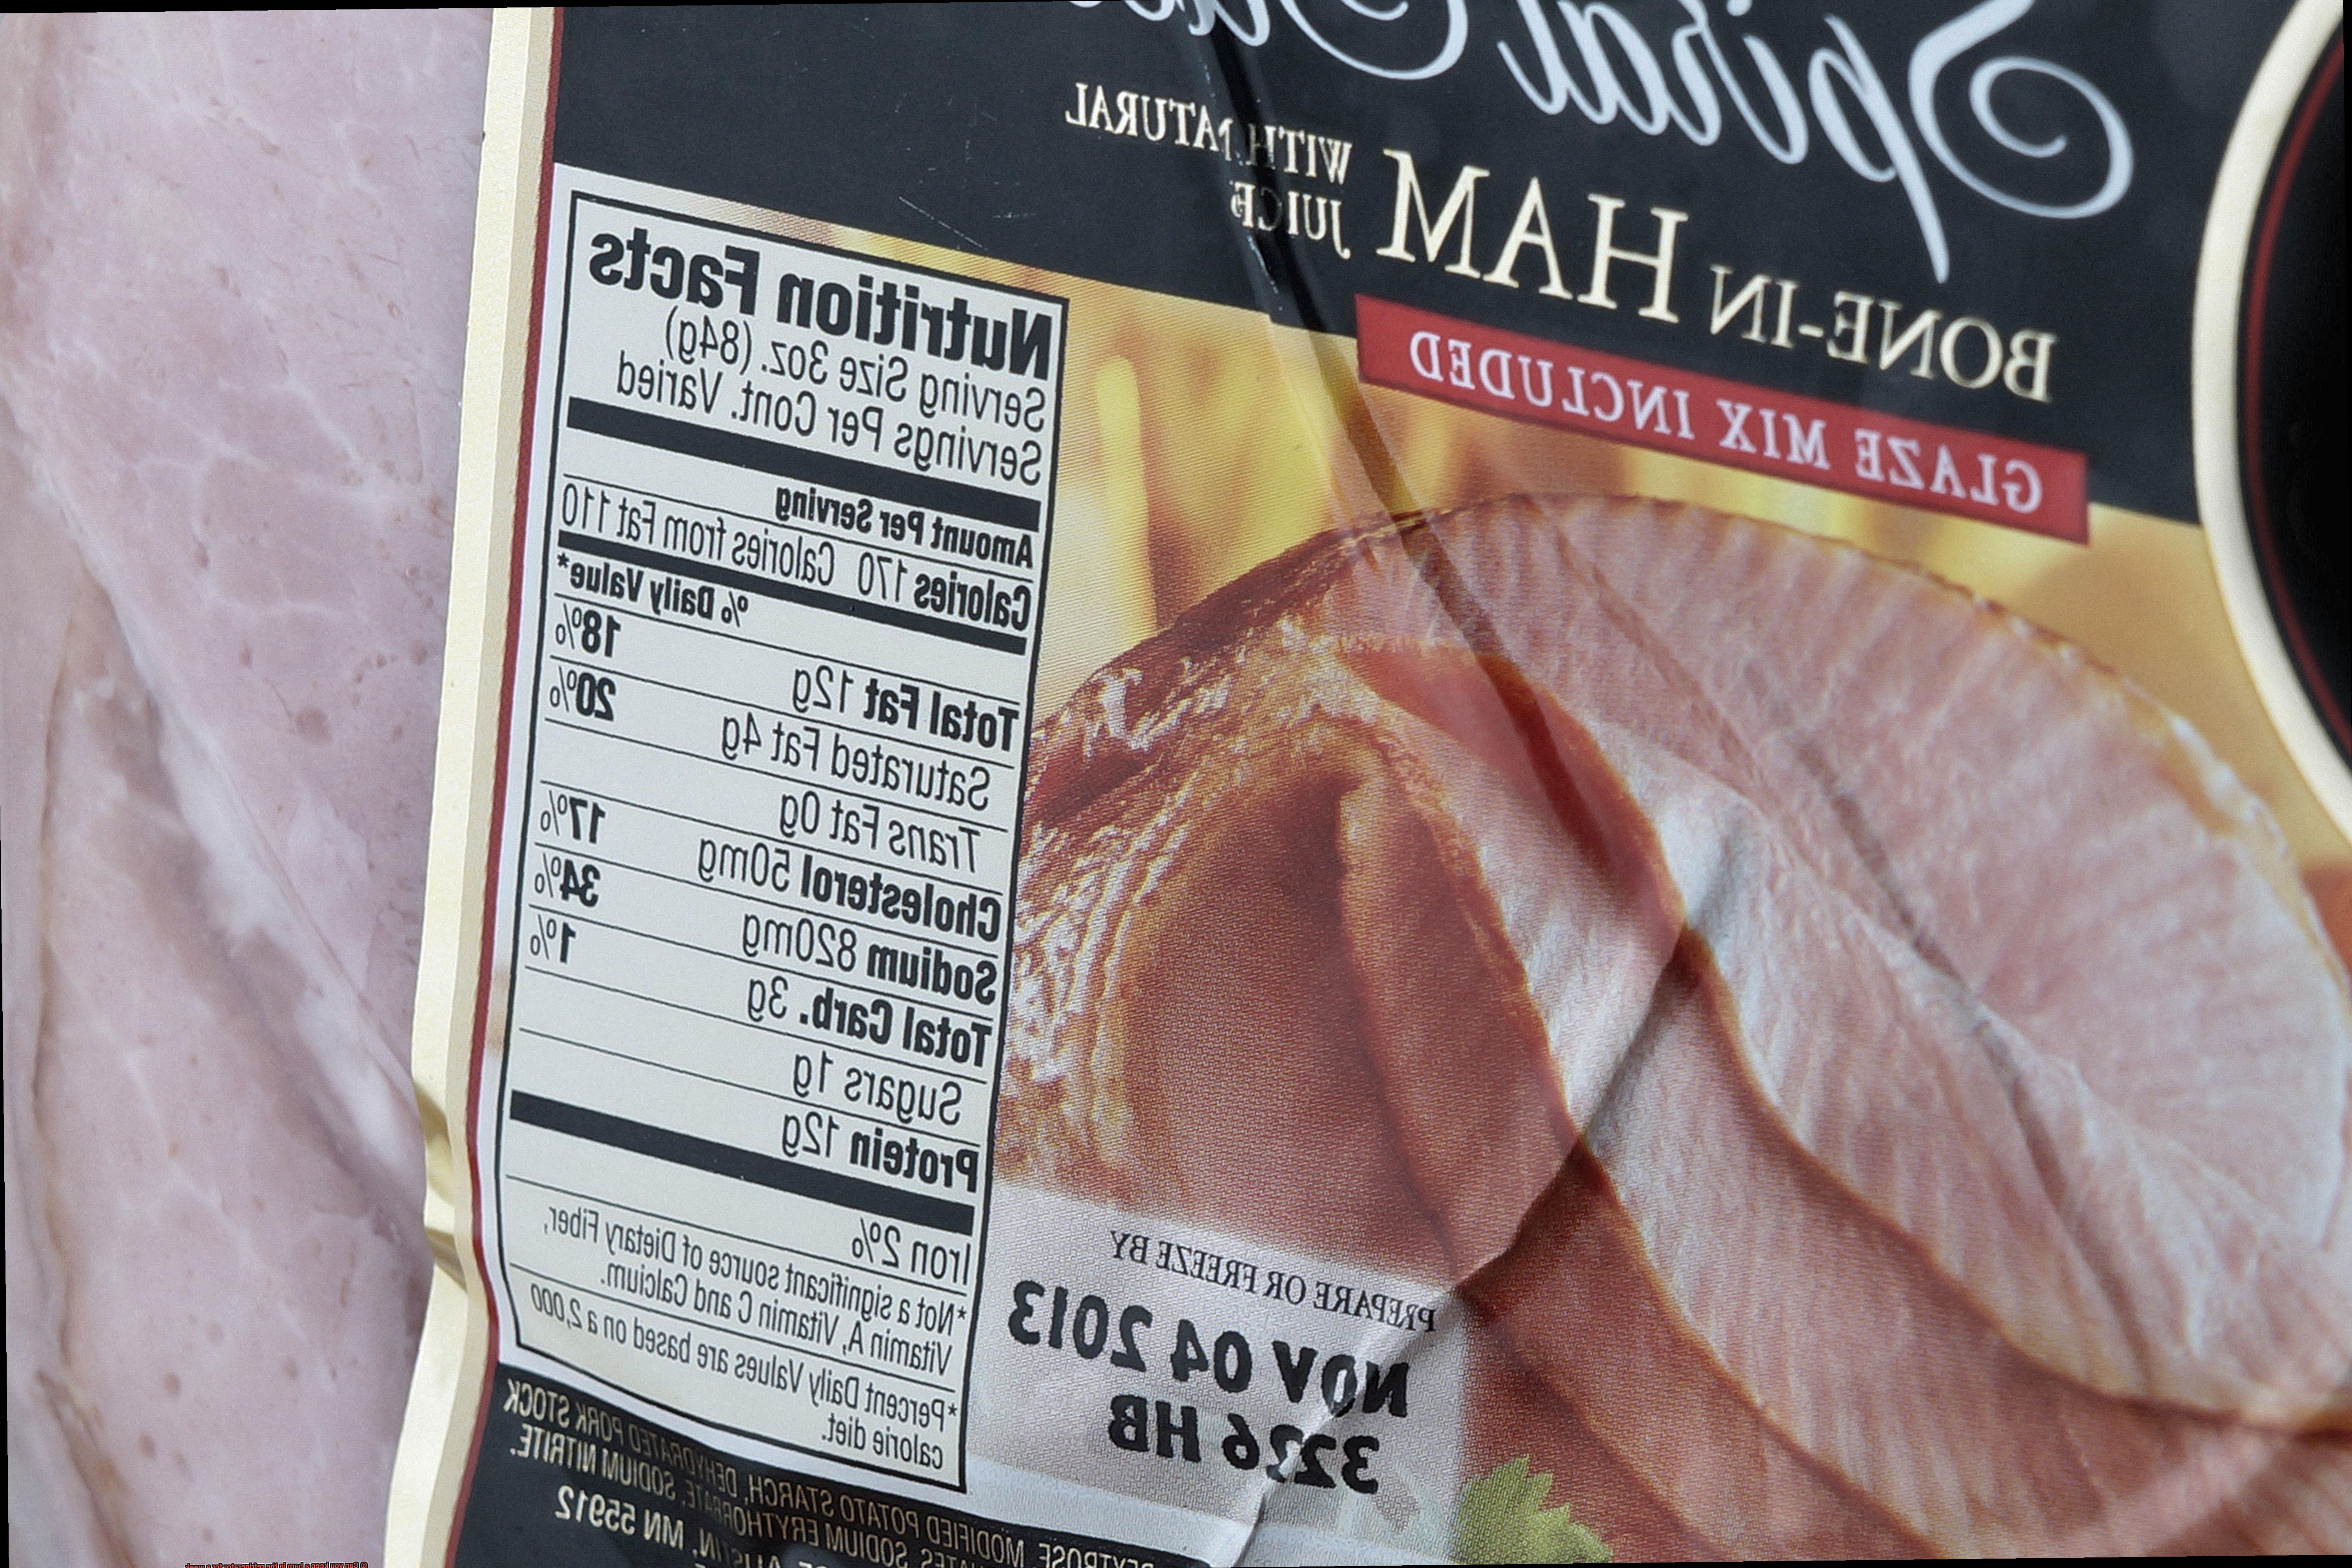 Spiral
BONE-IN HAM WITH NATURAL
JUICE
GLAZE MIX INCLUDED
Nutrition Facts
Serving Size 3oz. (84g)
Servings Per Cont. Varied
Amount Per Serving
Calories 170 Calories from Fat 110
% Daily Value*
Total Fat 12g 18%
Saturated Fat 4g 20%
Trans Fat 0g
Cholesterol 50mg 17%
Sodium 820mg 34%
Total Carb. 3g 1%
Sugars 1g
Protein 12g
Iron 2%
*Not a significant source of Dietary Fiber,
Vitamin A, Vitamin C and Calcium.
*Percent Daily Values are based on a 2,000
calorie diet.
PREPARE OR FREEZE BY
NOV 04 2013
3226 HB
MODIFIED POTATO STARCH, DEHYDRATED PORK STOCK
SODIUM ERYTHORBATE, SODIUM NITRITE.
MN 55912